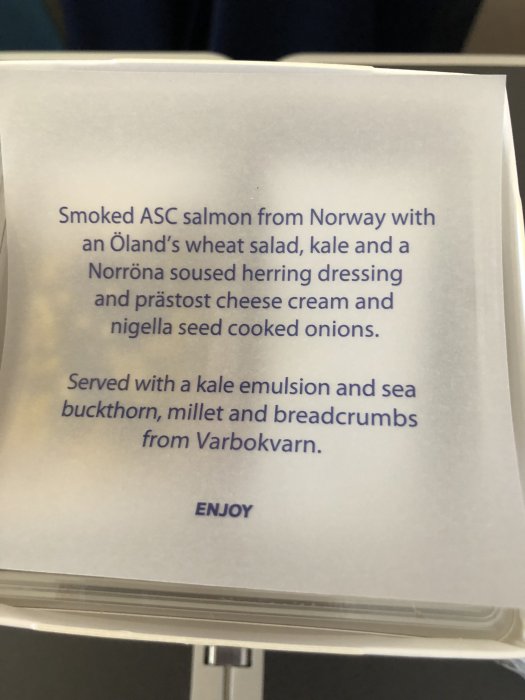 Smoked ASC salmon from Norway with
an Öland's wheat salad, kale and a
Norröna soused herring dressing
and prästost cheese cream and
nigella seed cooked onions.
Served with a kale emulsion and sea
buckthorn, millet and breadcrumbs
from Varbokvarn.
ENJOY